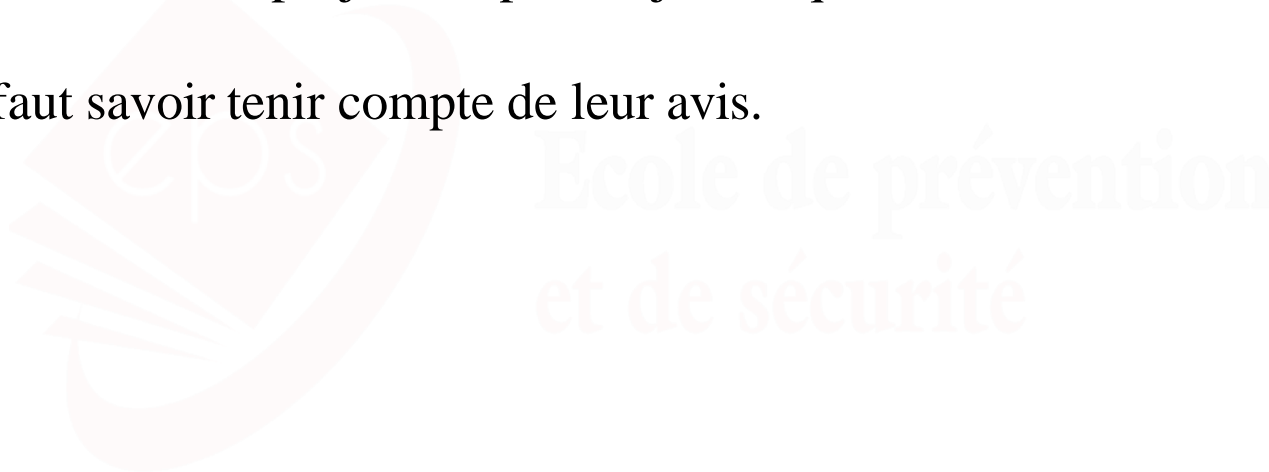 faut savoir tenir compte de leur avis.
eps
Ecole de prévention
et de sécurité